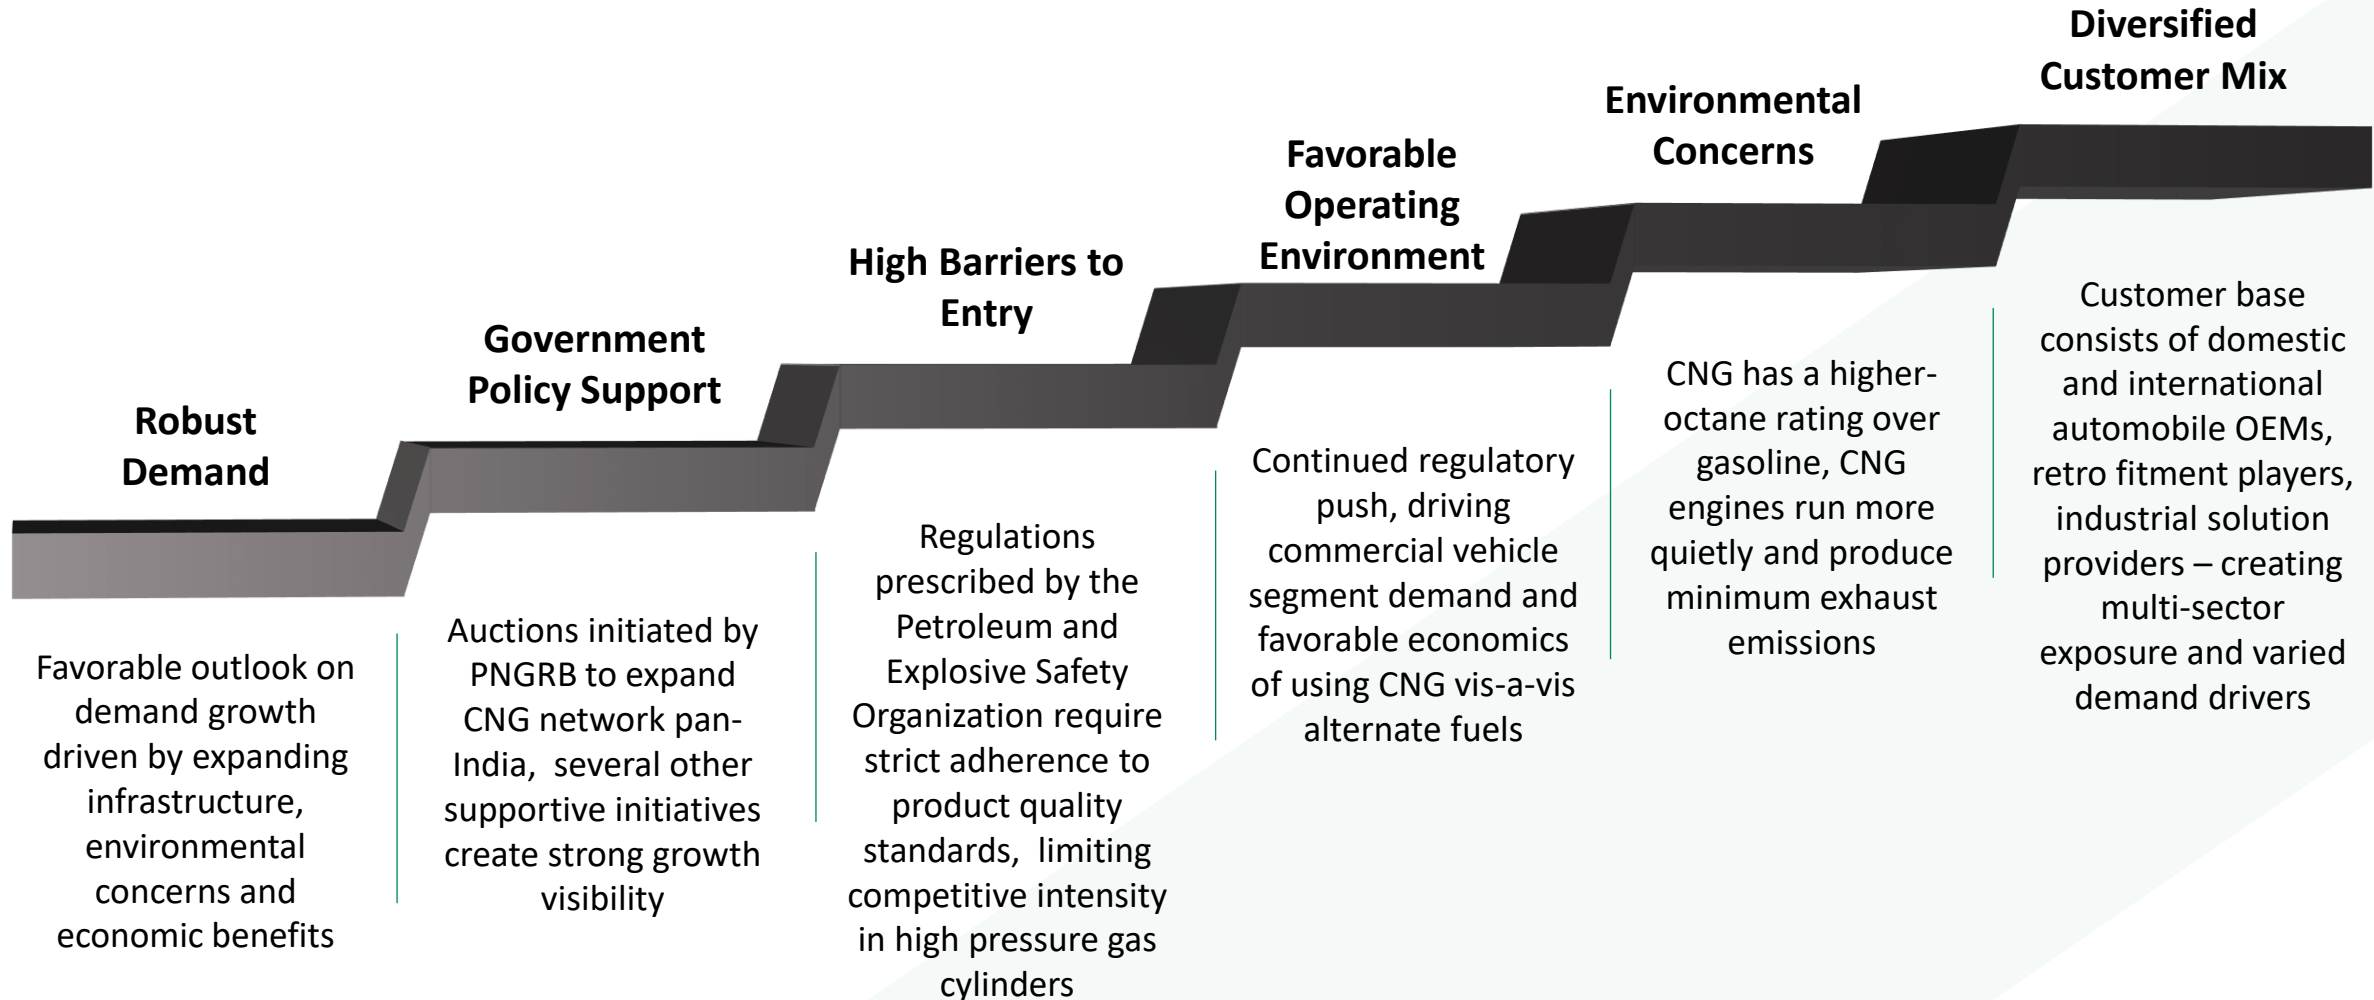 Robust
Demand
Favorable outlook on
demand growth
driven by expanding
infrastructure,
environmental
concerns and
economic benefits
Government
Policy Support
Auctions initiated by
PNGRB to expand
CNG network pan-
India,  several other
supportive initiatives
create strong growth
visibility
High Barriers to
Entry
Regulations
prescribed by the
Petroleum and
Explosive Safety
Organization require
strict adherence to
product quality
standards,  limiting
competitive intensity
in high pressure gas
cylinders
Favorable
Operating
Environment
Continued regulatory
push, driving
commercial vehicle
segment demand and
favorable economics
of using CNG vis-a-vis
alternate fuels
Environmental
Concerns
CNG has a higher-
octane rating over
gasoline, CNG
engines run more
quietly and produce
minimum exhaust
emissions
Diversified
Customer Mix
Customer base
consists of domestic
and international
automobile OEMs,
retro fitment players,
industrial solution
providers – creating
multi-sector
exposure and varied
demand drivers